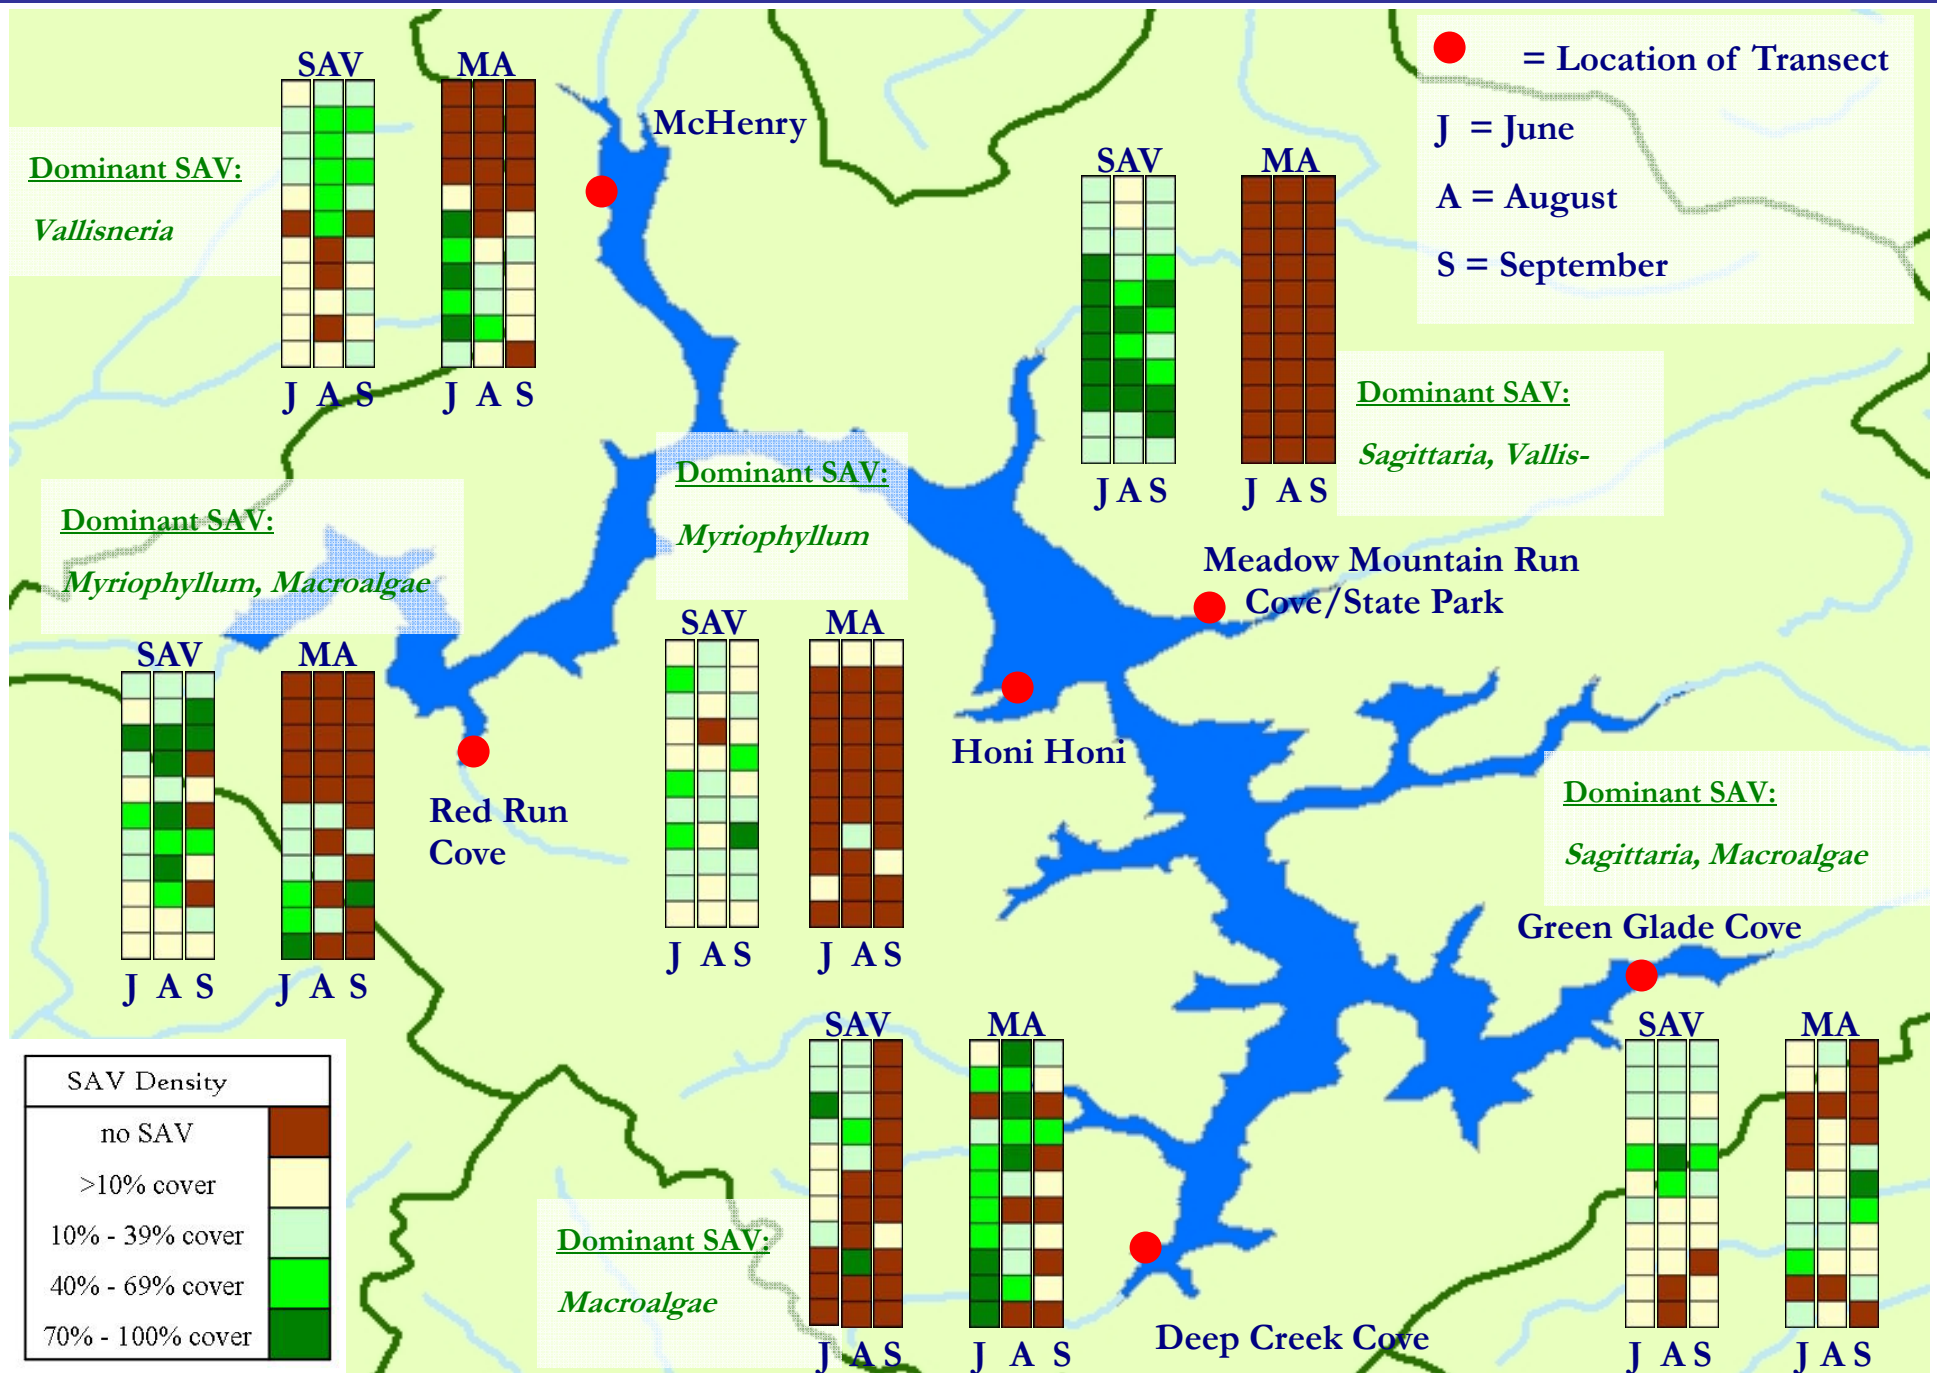 SAV MA
J A S J A S
Dominant SAV:
Vallisneria
McHenry
= Location of Transect
J = June
A = August
S = September
SAV MA
J A S J A S
Dominant SAV:
Sagittaria, Vallis-
Dominant SAV:
Myriophyllum
SAV MA
J A S J A S
Dominant SAV:
Myriophyllum, Macroalgae
SAV MA
J A S J A S
Red Run
Cove
Meadow Mountain Run
Cove/State Park
Honi Honi
Dominant SAV:
Sagittaria, Macroalgae
Green Glade Cove
SAV MA
J A S J A S
SAV MA
J A S J A S
Dominant SAV:
Macroalgae
Deep Creek Cove
SAV Density
no SAV
>10% cover
10% - 39% cover
40% - 69% cover
70% - 100% cover